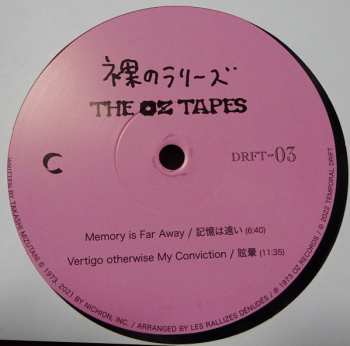 裸のラリーズ
THE OZ TAPES
C
DRFT-03
Memory is Far Away / 記憶は遠い (6:40)
Vertigo otherwise My Conviction / 眩暈 (11:35)
WRITTEN BY TAKASHI MIZUTANI © 1973, 2021 BY NICHION, INC. / ARRANGED BY LES RALLIZES DÉNUDÉS / ℗ 1973 OZ RECORDS / © 2022 TEMPORAL DRIFT